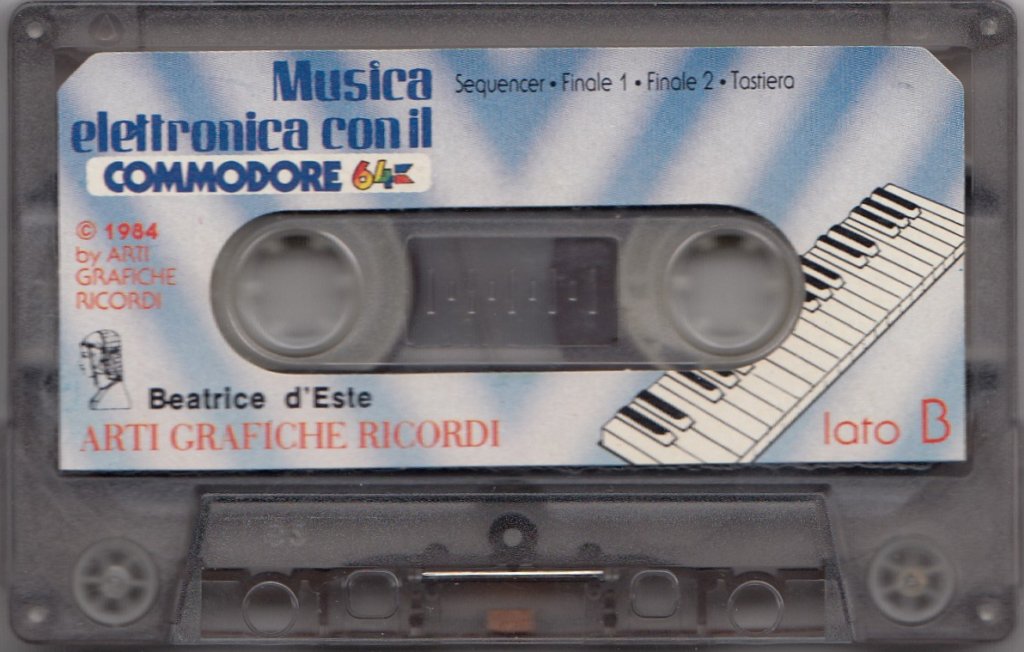 Musica
elettronica con il
COMMODORE 64
Sequencer • Finale 1 • Finale 2 • Tastiera
© 1984
by ARTI
GRAFICHE
RICORDI
Beatrice d'Este
ARTI GRAFICHE RICORDI
lato B